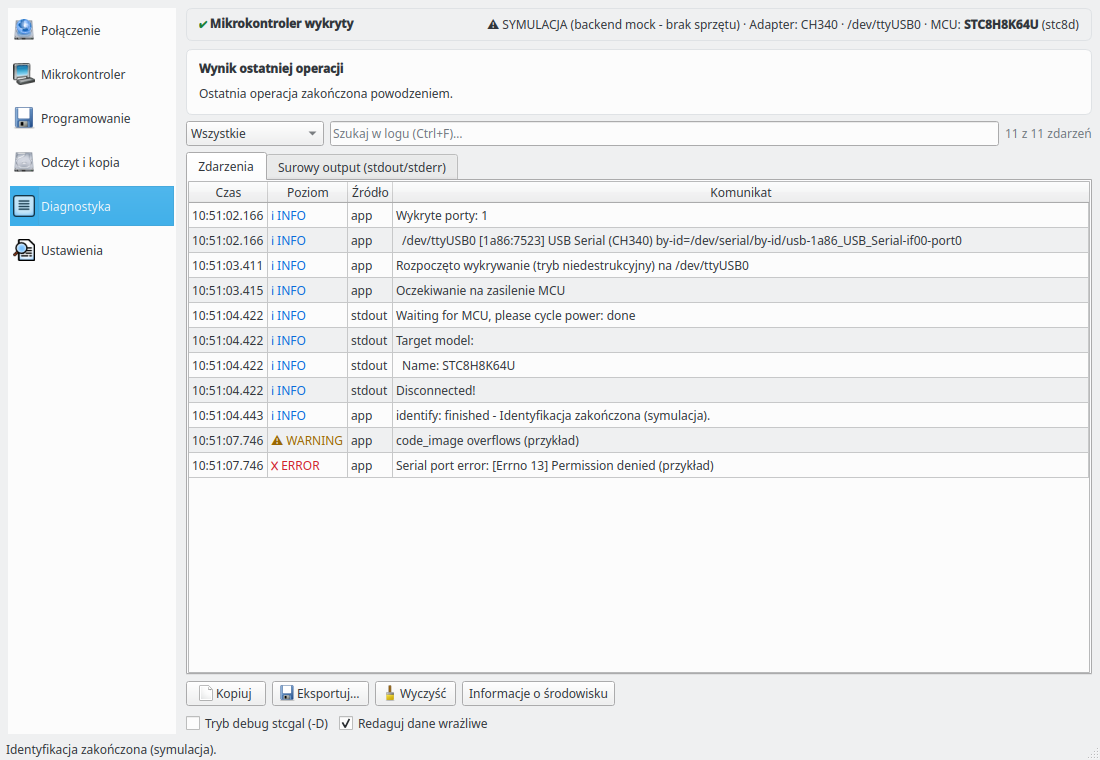 Połączenie
Mikrokontroler
Programowanie
Odczyt i kopia
Diagnostyka
Ustawienia
✔ Mikrokontroler wykryty
⚠ SYMULACJA (backend mock - brak sprzętu) · Adapter: CH340 · /dev/ttyUSB0 · MCU: STC8H8K64U (stc8d)
Wynik ostatniej operacji
Ostatnia operacja zakończona powodzeniem.
Wszystkie
Szukaj w logu (Ctrl+F)...
11 z 11 zdarzeń
Zdarzenia
Surowy output (stdout/stderr)
Czas Poziom Źródło Komunikat
10:51:02.166 i INFO app Wykryte porty: 1
10:51:02.166 i INFO app /dev/ttyUSB0 [1a86:7523] USB Serial (CH340) by-id=/dev/serial/by-id/usb-1a86_USB_Serial-if00-port0
10:51:03.411 i INFO app Rozpoczęto wykrywanie (tryb niedestrukcyjny) na /dev/ttyUSB0
10:51:03.415 i INFO app Oczekiwanie na zasilenie MCU
10:51:04.422 i INFO stdout Waiting for MCU, please cycle power: done
10:51:04.422 i INFO stdout Target model:
10:51:04.422 i INFO stdout Name: STC8H8K64U
10:51:04.422 i INFO stdout Disconnected!
10:51:04.443 i INFO app identify: finished - Identyfikacja zakończona (symulacja).
10:51:07.746 ⚠ WARNING app code_image overflows (przykład)
10:51:07.746 X ERROR app Serial port error: [Errno 13] Permission denied (przykład)
Kopiuj
Eksportuj...
Wyczyść
Informacje o środowisku
Tryb debug stcgal (-D)
Redaguj dane wrażliwe
Identyfikacja zakończona (symulacja).